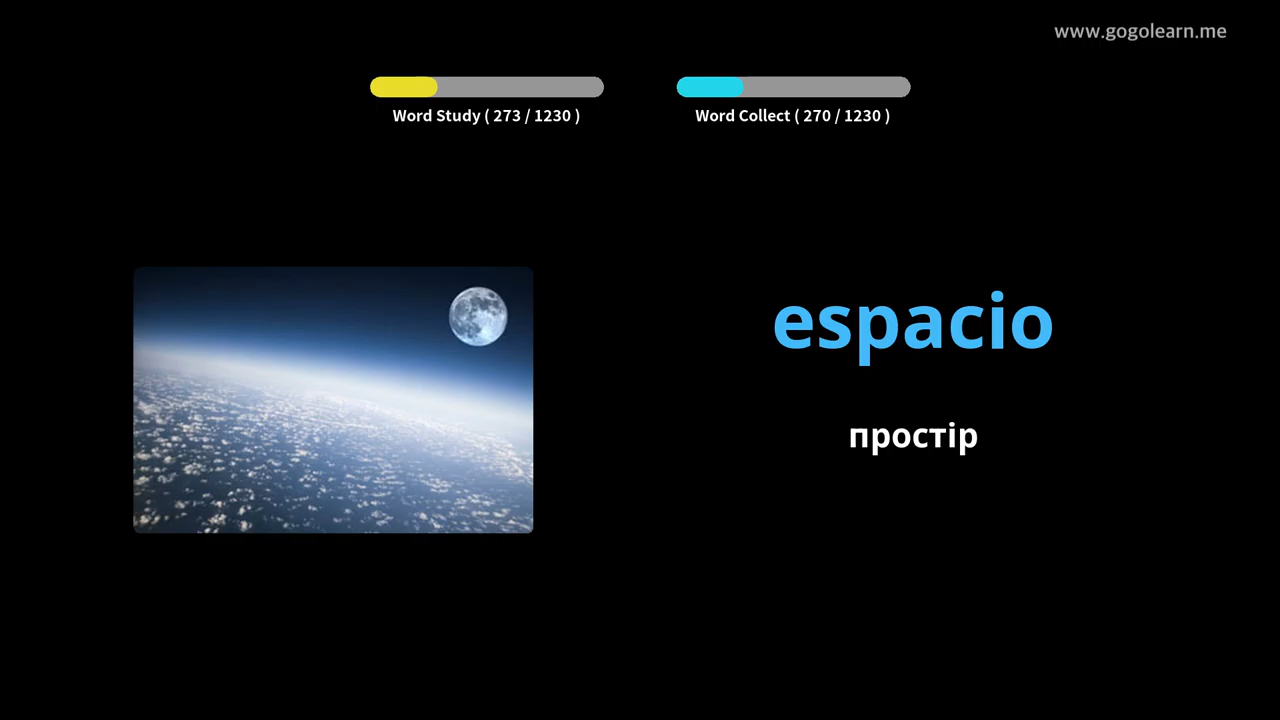 www.gogolearn.me
Word Study ( 273 / 1230 )
Word Collect ( 270 / 1230 )
espacio
простір